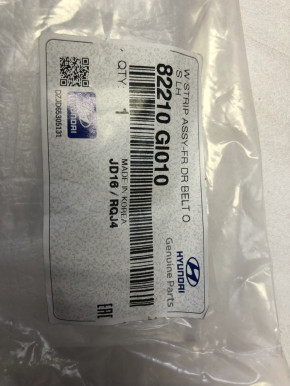 W/STRIP ASSY-FR DR BELT O
S LH
82210 GI010
QTY. 1
MADE IN KOREA
JD16 / RQJ4
HYUNDAI
Genuine Parts
HYUNDAI
EAC